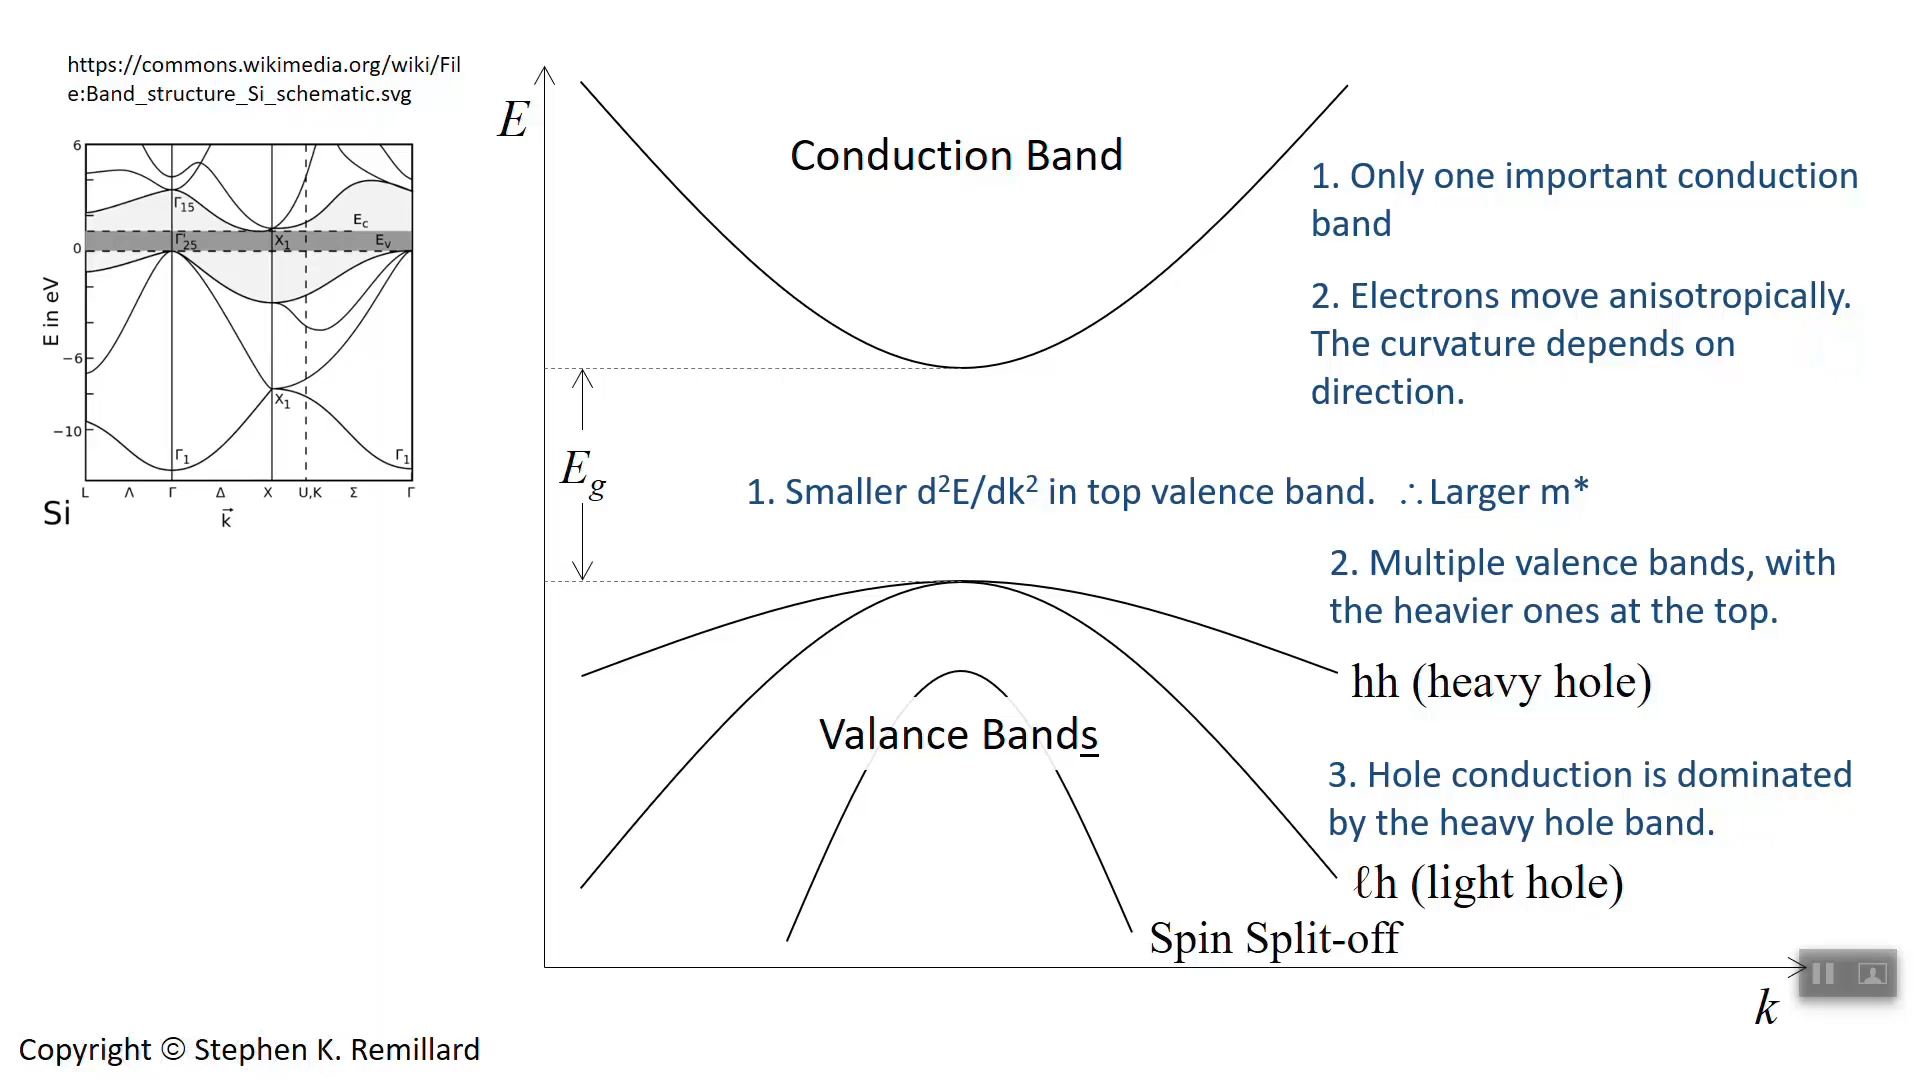 https://commons.wikimedia.org/wiki/Fil
e:Band_structure_Si_schematic.svg
6
0
−6
−10
E in eV
Γ15
Γ'25
X1
Ec
Ev
X1
Γ1
Γ1
L Λ Γ Δ X U,K Σ Γ
k⃗
Si
E
Conduction Band
1. Only one important conduction
band
2. Electrons move anisotropically.
The curvature depends on
direction.
Eg
1. Smaller d²E/dk² in top valence band. ∴Larger m*
2. Multiple valence bands, with
the heavier ones at the top.
hh (heavy hole)
Valance Bands
3. Hole conduction is dominated
by the heavy hole band.
ℓh (light hole)
Spin Split-off
k
Copyright © Stephen K. Remillard